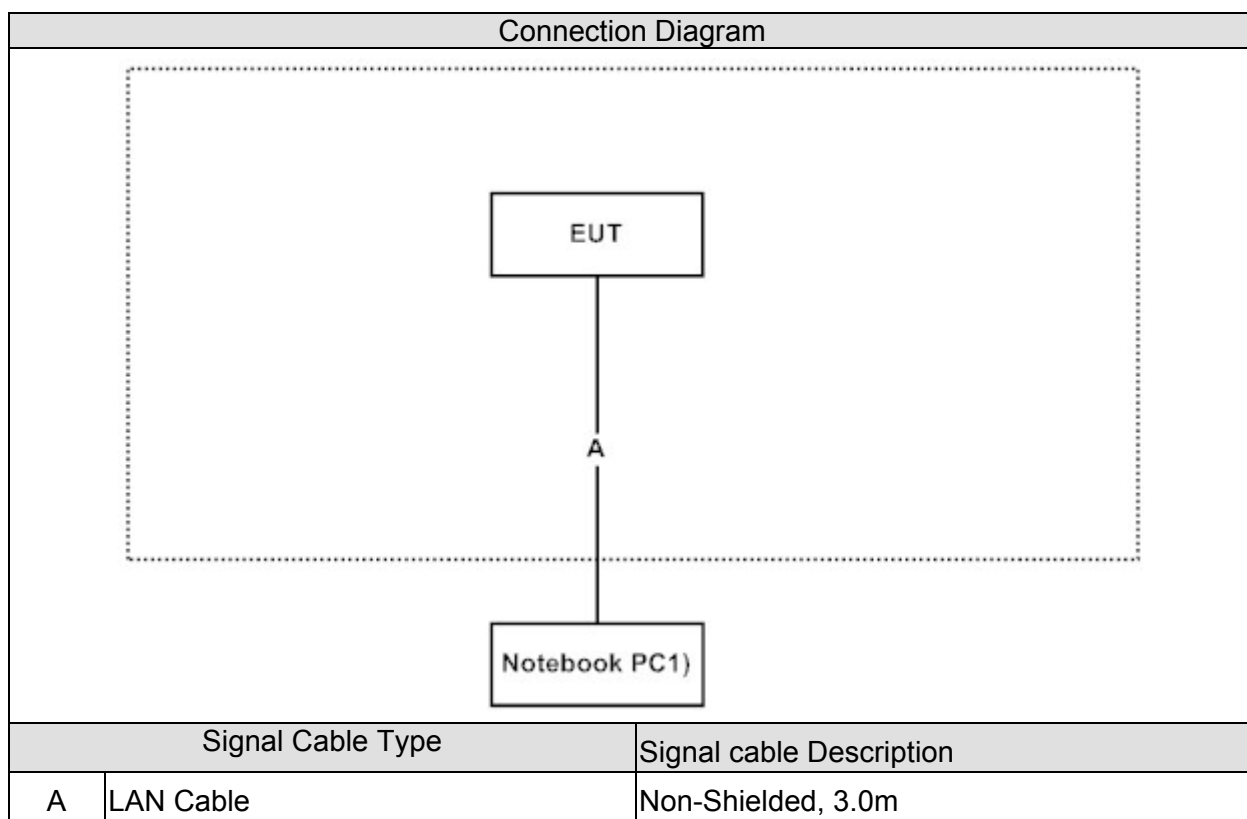 Connection Diagram
EUT
A
Notebook PC1)
Signal Cable Type
Signal cable Description
A
LAN Cable
Non-Shielded, 3.0m